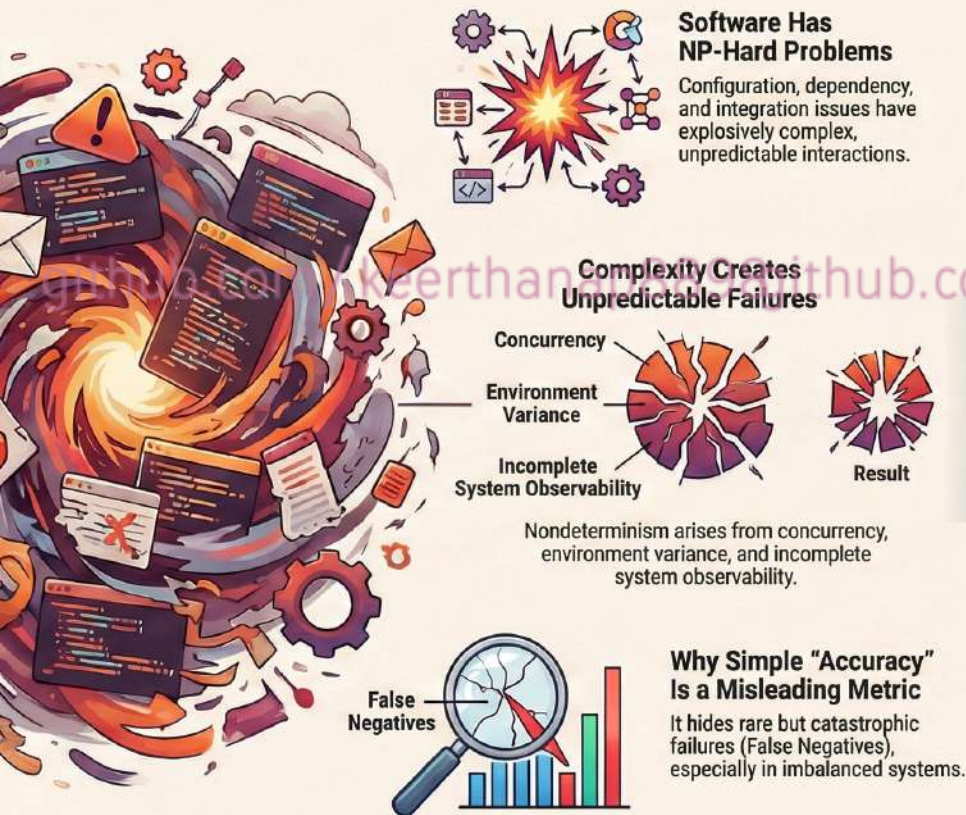 Software Has
NP-Hard Problems
Configuration, dependency,
and integration issues have
explosively complex,
unpredictable interactions.
</>
Complexity Creates
Unpredictable Failures
Concurrency
Environment
Variance
Incomplete
System Observability
Result
Nondeterminism arises from concurrency,
environment variance, and incomplete
system observability.
Why Simple "Accuracy"
Is a Misleading Metric
It hides rare but catastrophic
failures (False Negatives),
especially in imbalanced systems.
False
Negatives